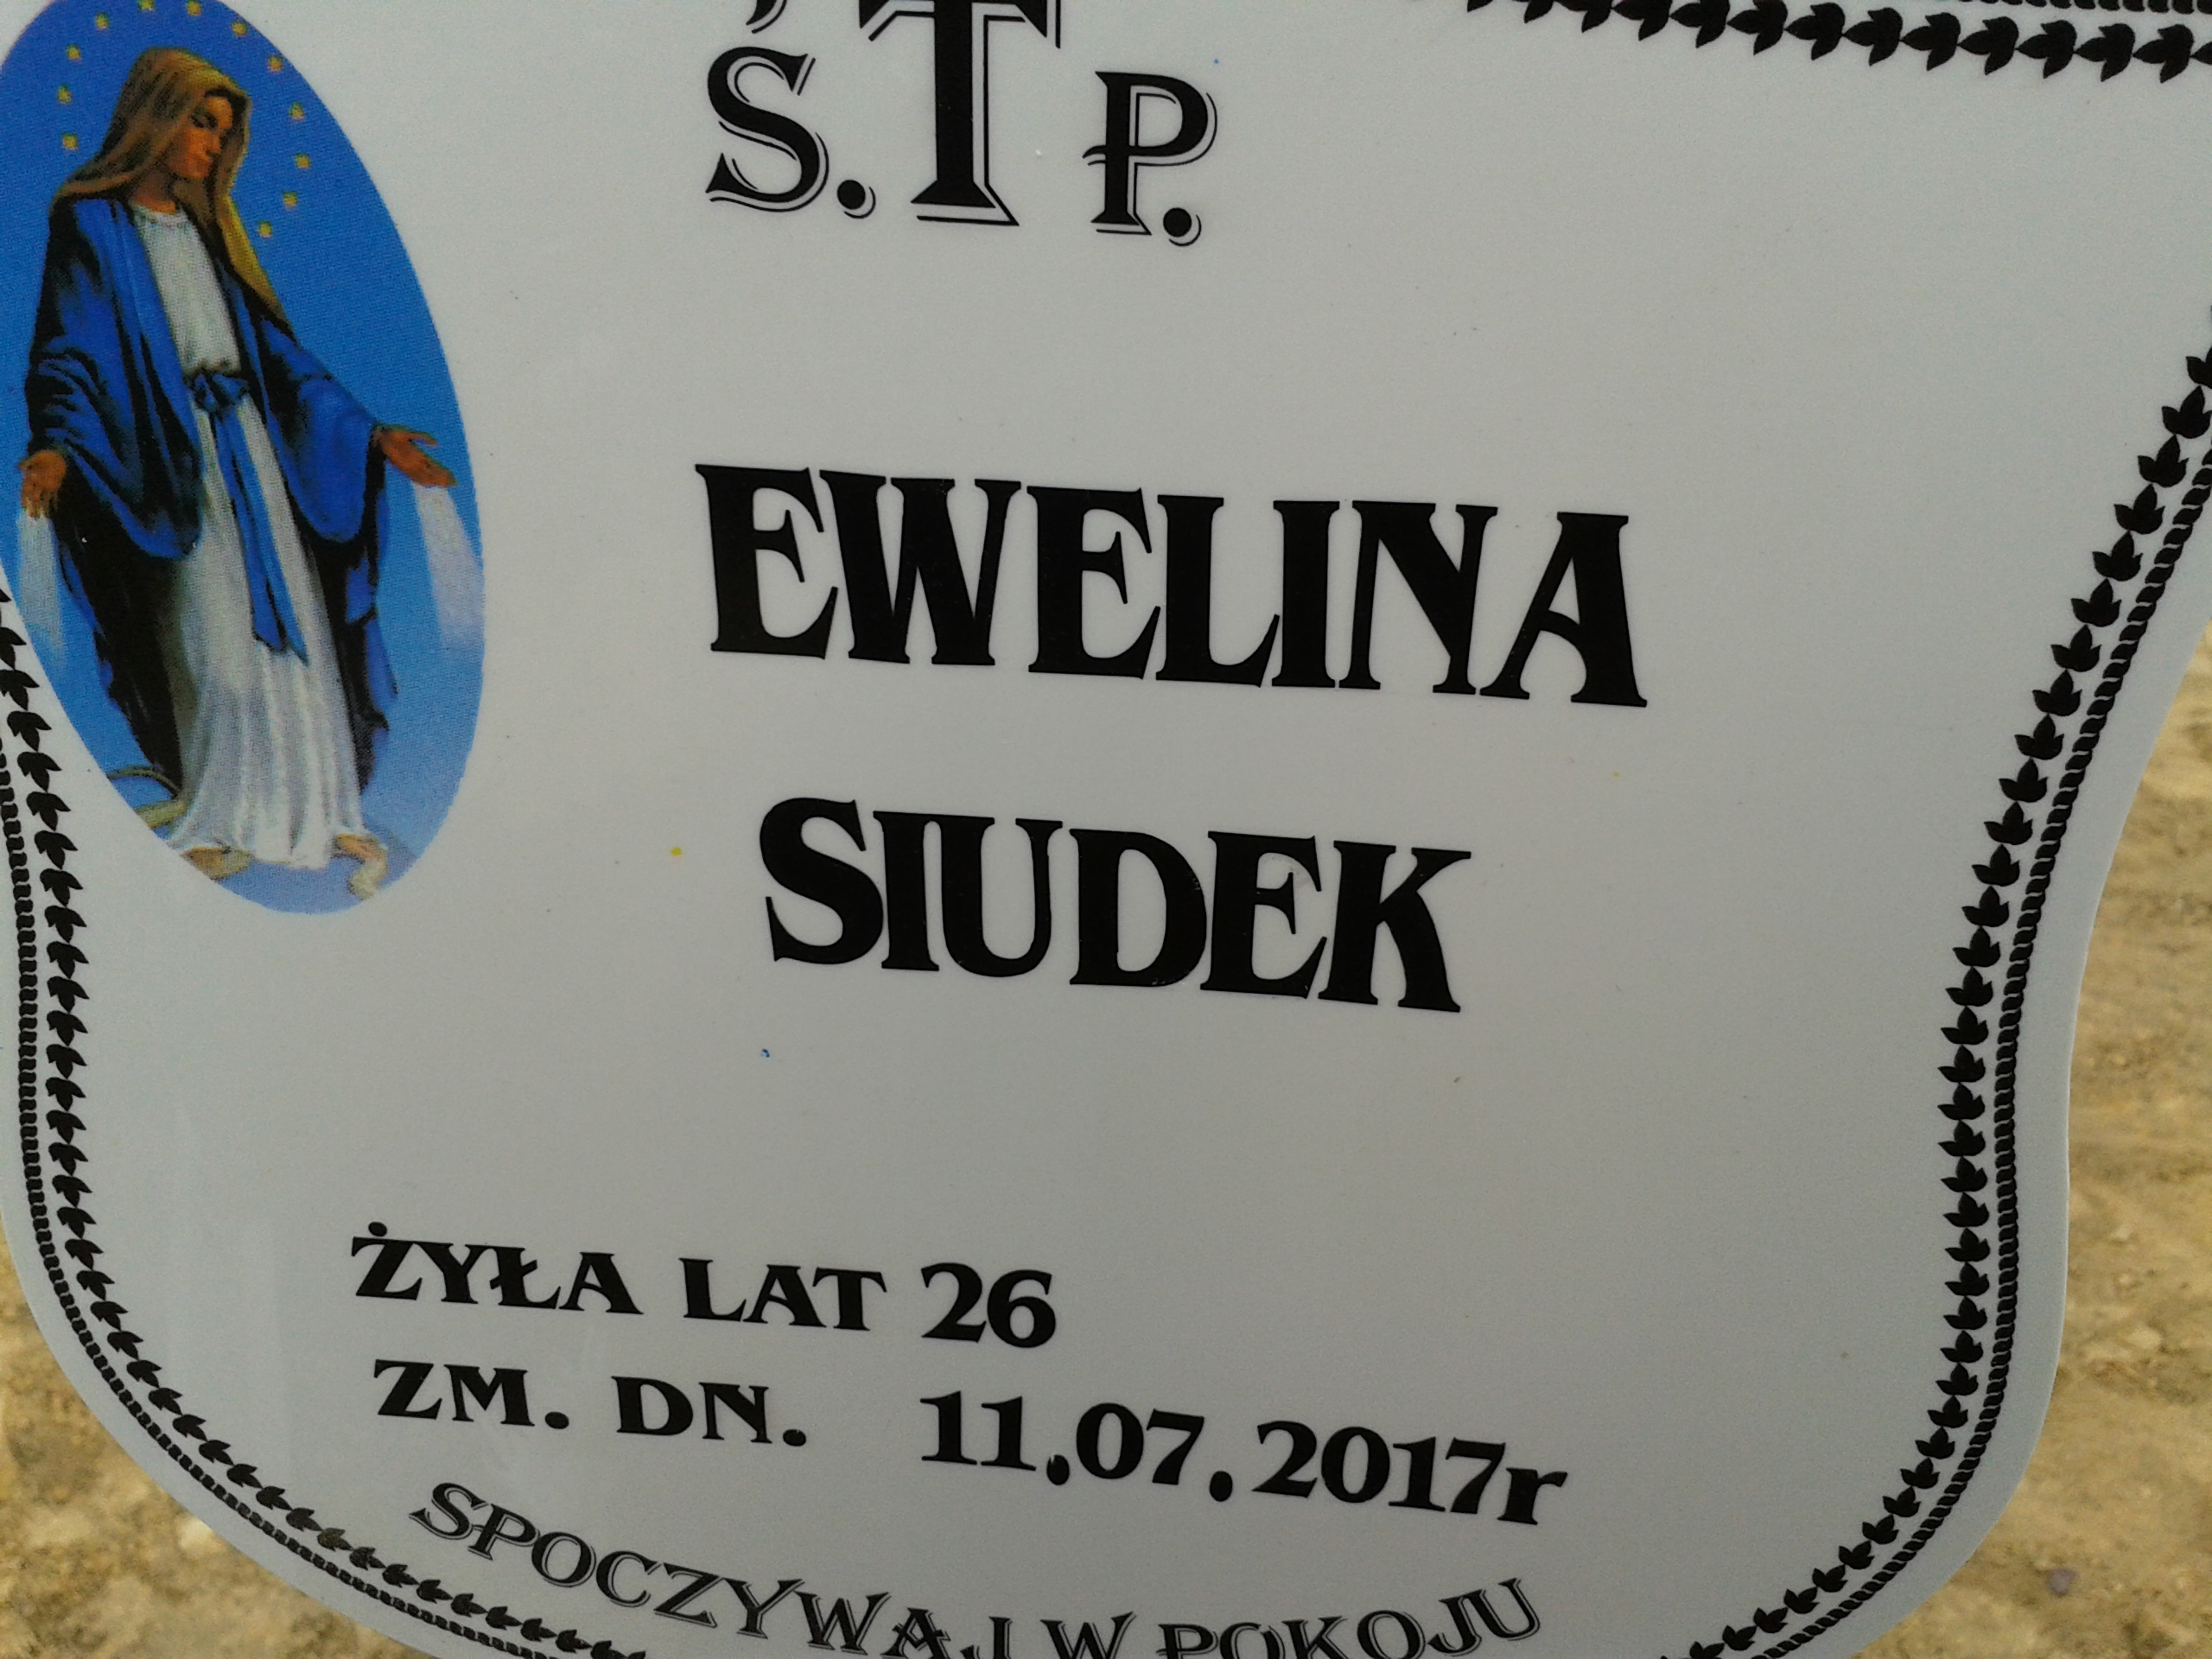 Ś.T P.
EWELINA
SIUDEK
ŻYŁA LAT 26
ZM. DN. 11.07.2017r
SPOCZYWAJ W POKOJU